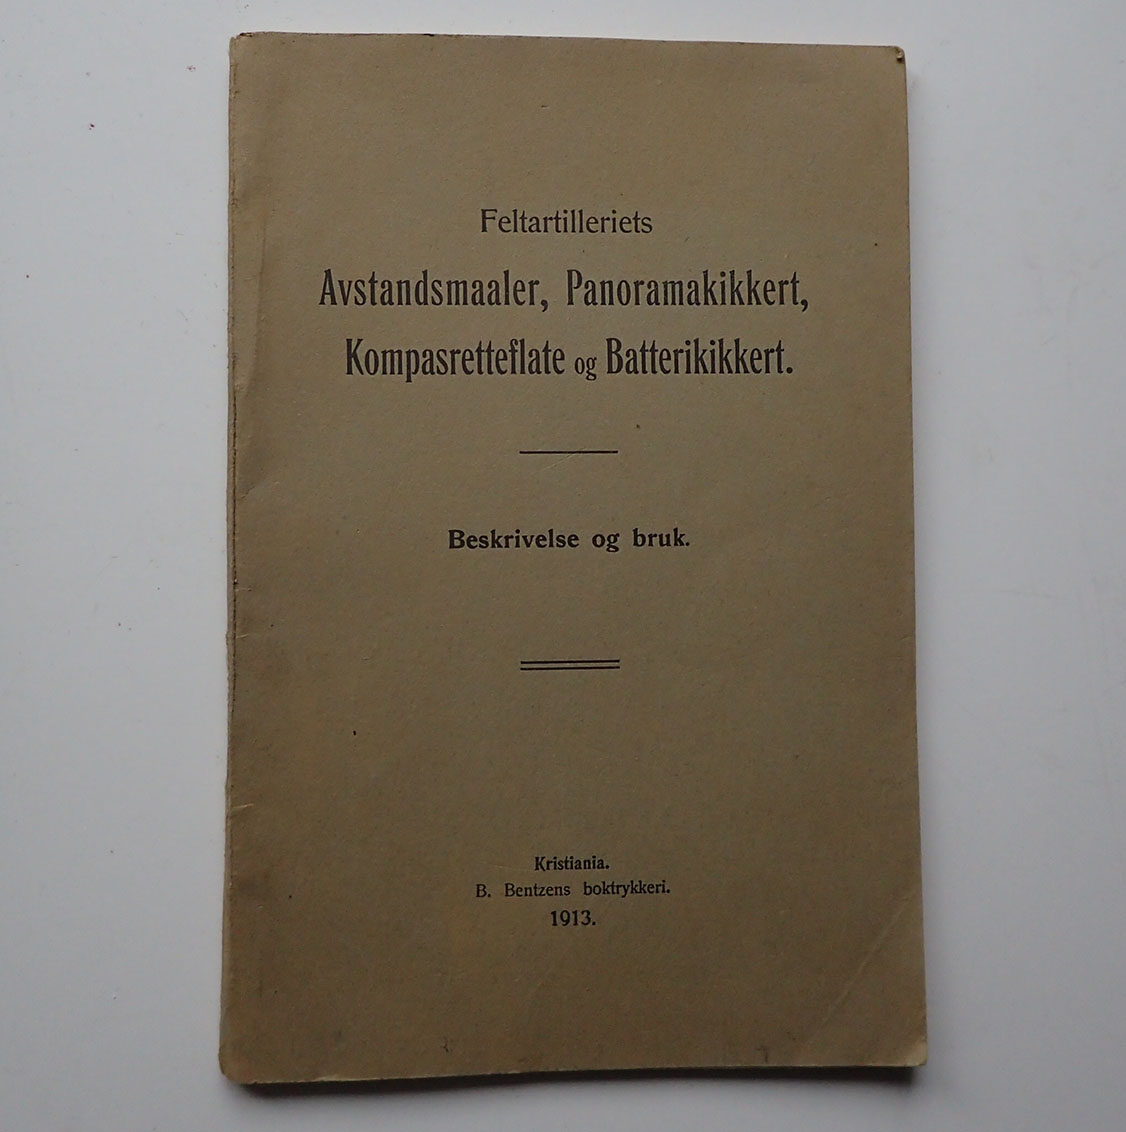 Feltartilleriets
Avstandsmaaler, Panoramakikkert,
Kompasretteflate og Batterikikkert.
Beskrivelse og bruk.
Kristiania.
B. Bentzens boktrykkeri.
1913.